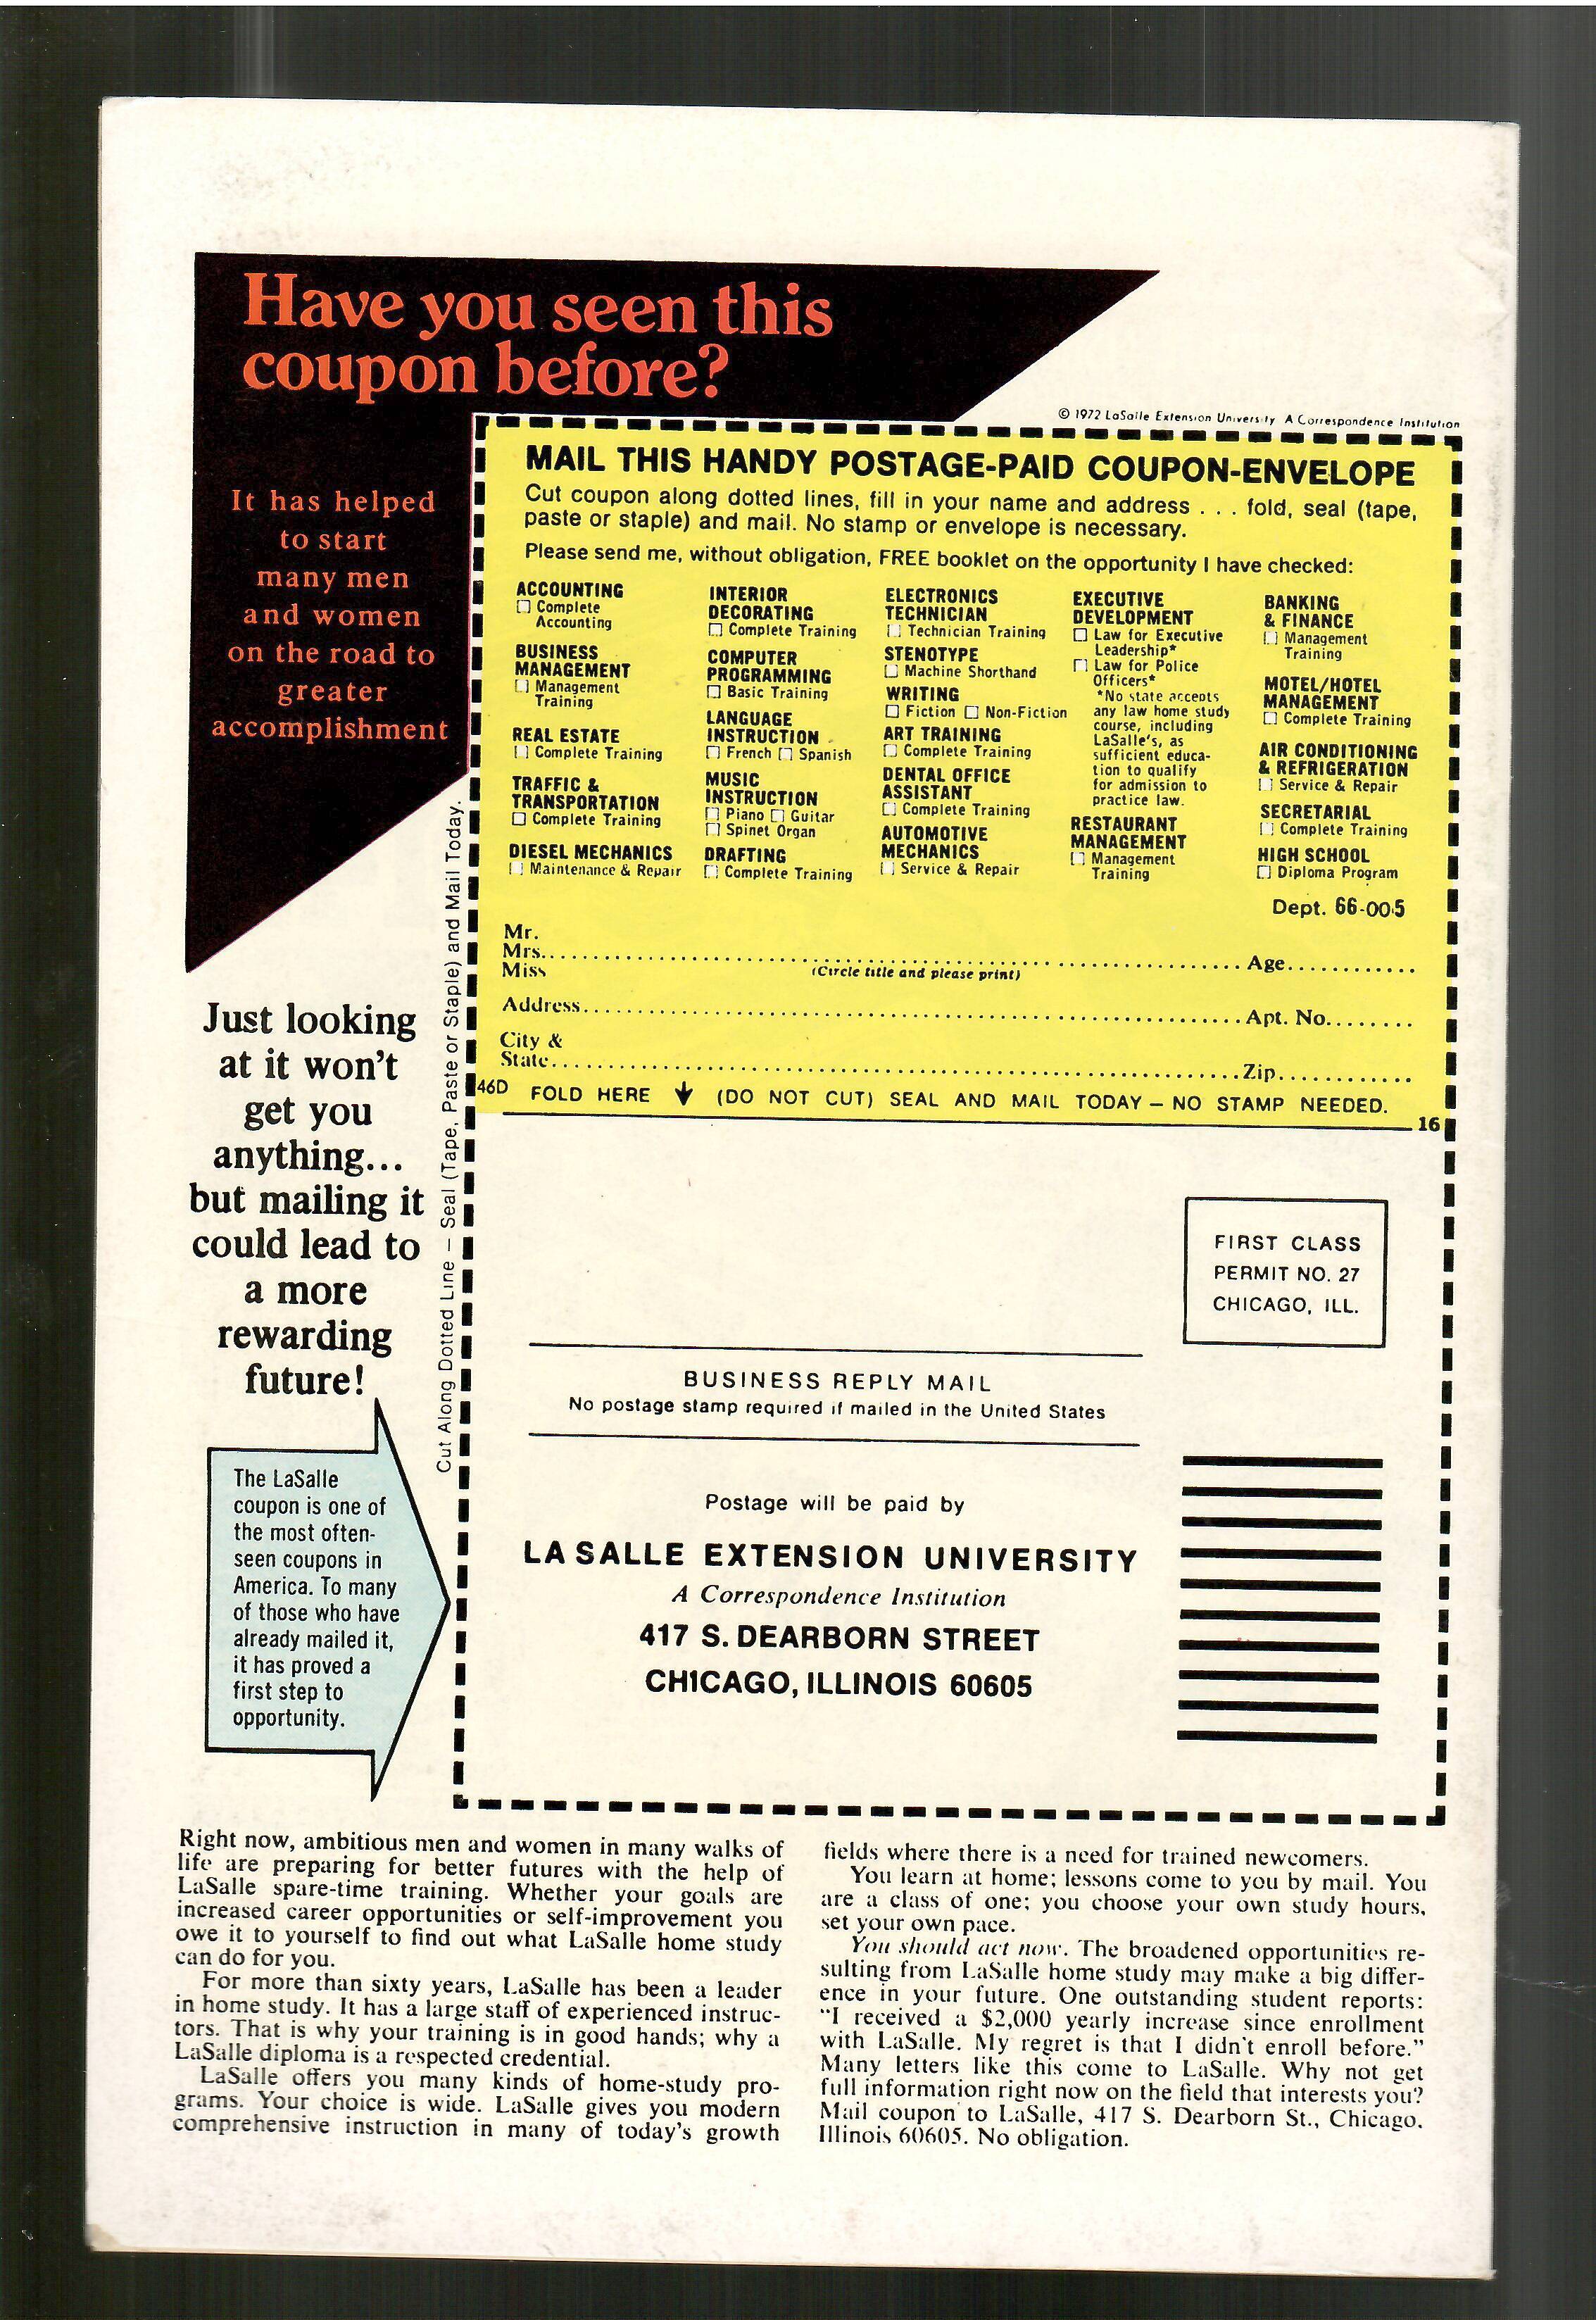 Have you seen this
coupon before?
It has helped
to start
many men
and women
on the road to
greater
accomplishment
© 1972 LaSalle Extension University A Correspondence Institution
MAIL THIS HANDY POSTAGE-PAID COUPON-ENVELOPE
Cut coupon along dotted lines, fill in your name and address . . . fold, seal (tape,
paste or staple) and mail. No stamp or envelope is necessary.
Please send me, without obligation, FREE booklet on the opportunity I have checked:
ACCOUNTING
☐ Complete
Accounting
BUSINESS
MANAGEMENT
☐ Management
Training
REAL ESTATE
☐ Complete Training
TRAFFIC &
TRANSPORTATION
☐ Complete Training
DIESEL MECHANICS
☐ Maintenance & Repair
INTERIOR
DECORATING
☐ Complete Training
COMPUTER
PROGRAMMING
☐ Basic Training
LANGUAGE
INSTRUCTION
☐ French ☐ Spanish
MUSIC
INSTRUCTION
☐ Piano ☐ Guitar
☐ Spinet Organ
DRAFTING
☐ Complete Training
ELECTRONICS
TECHNICIAN
☐ Technician Training
STENOTYPE
☐ Machine Shorthand
WRITING
☐ Fiction ☐ Non-Fiction
ART TRAINING
☐ Complete Training
DENTAL OFFICE
ASSISTANT
☐ Complete Training
AUTOMOTIVE
MECHANICS
☐ Service & Repair
EXECUTIVE
DEVELOPMENT
☐ Law for Executive
Leadership*
☐ Law for Police
Officers*
*No state accepts
any law home study
course, including
LaSalle's, as
sufficient educa-
tion to qualify
for admission to
practice law.
RESTAURANT
MANAGEMENT
☐ Management
Training
BANKING
& FINANCE
☐ Management
Training
MOTEL/HOTEL
MANAGEMENT
☐ Complete Training
AIR CONDITIONING
& REFRIGERATION
☐ Service & Repair
SECRETARIAL
☐ Complete Training
HIGH SCHOOL
☐ Diploma Program
Dept. 66-005
Mr.
Mrs. Age
Miss (Circle title and please print)
Address Apt. No.
City &
State Zip
46D FOLD HERE ↓ (DO NOT CUT) SEAL AND MAIL TODAY – NO STAMP NEEDED.
16
Cut Along Dotted Line – Seal (Tape, Paste or Staple) and Mail Today.
Just looking
at it won't
get you
anything...
but mailing it
could lead to
a more
rewarding
future!
The LaSalle
coupon is one of
the most often-
seen coupons in
America. To many
of those who have
already mailed it,
it has proved a
first step to
opportunity.
FIRST CLASS
PERMIT NO. 27
CHICAGO, ILL.
BUSINESS REPLY MAIL
No postage stamp required if mailed in the United States
Postage will be paid by
LA SALLE EXTENSION UNIVERSITY
A Correspondence Institution
417 S. DEARBORN STREET
CHICAGO, ILLINOIS 60605
Right now, ambitious men and women in many walks of
life are preparing for better futures with the help of
LaSalle spare-time training. Whether your goals are
increased career opportunities or self-improvement you
owe it to yourself to find out what LaSalle home study
can do for you.
For more than sixty years, LaSalle has been a leader
in home study. It has a large staff of experienced instruc-
tors. That is why your training is in good hands; why a
LaSalle diploma is a respected credential.
LaSalle offers you many kinds of home-study pro-
grams. Your choice is wide. LaSalle gives you modern
comprehensive instruction in many of today's growth
fields where there is a need for trained newcomers.
You learn at home; lessons come to you by mail. You
are a class of one; you choose your own study hours,
set your own pace.
You should act now. The broadened opportunities re-
sulting from LaSalle home study may make a big differ-
ence in your future. One outstanding student reports:
"I received a $2,000 yearly increase since enrollment
with LaSalle. My regret is that I didn't enroll before."
Many letters like this come to LaSalle. Why not get
full information right now on the field that interests you?
Mail coupon to LaSalle, 417 S. Dearborn St., Chicago,
Illinois 60605. No obligation.